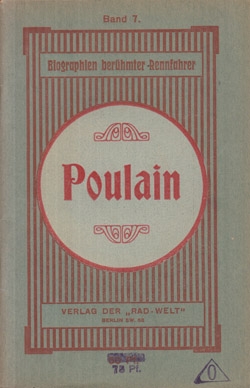 Band 7.
Biographien berühmter Rennfahrer
Poulain
VERLAG DER „RAD-WELT"
BERLIN SW. 68
75 Pf.
0